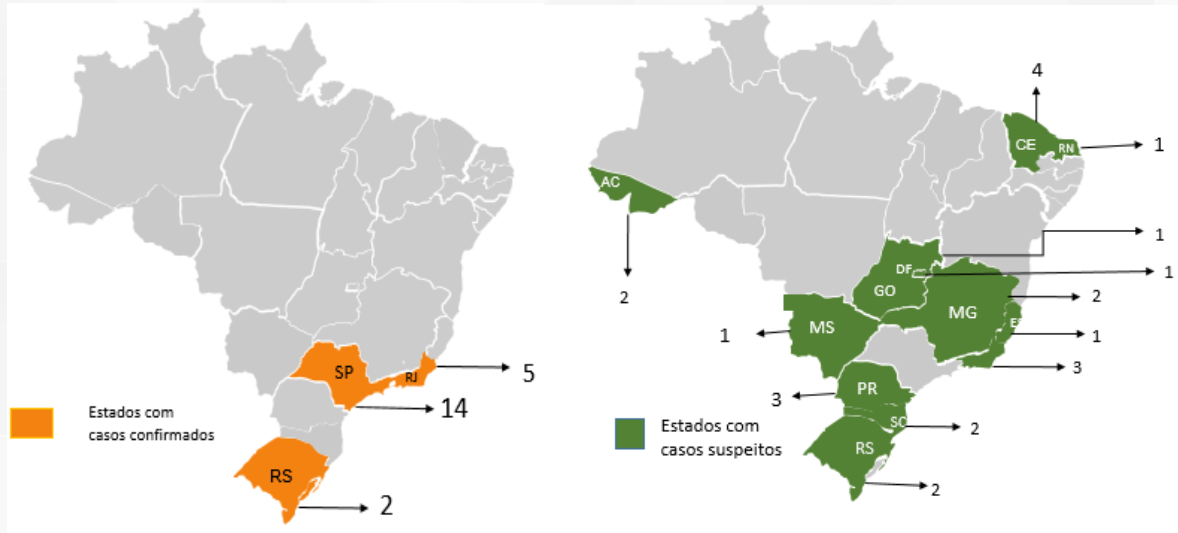 SP
RJ
5
14
Estados com
casos confirmados
RS
2
4
CE
RN
1
AC
2
1
DF
1
GO
2
MG
MS
1
1
3
PR
3
SC
2
Estados com
casos suspeitos
RS
2